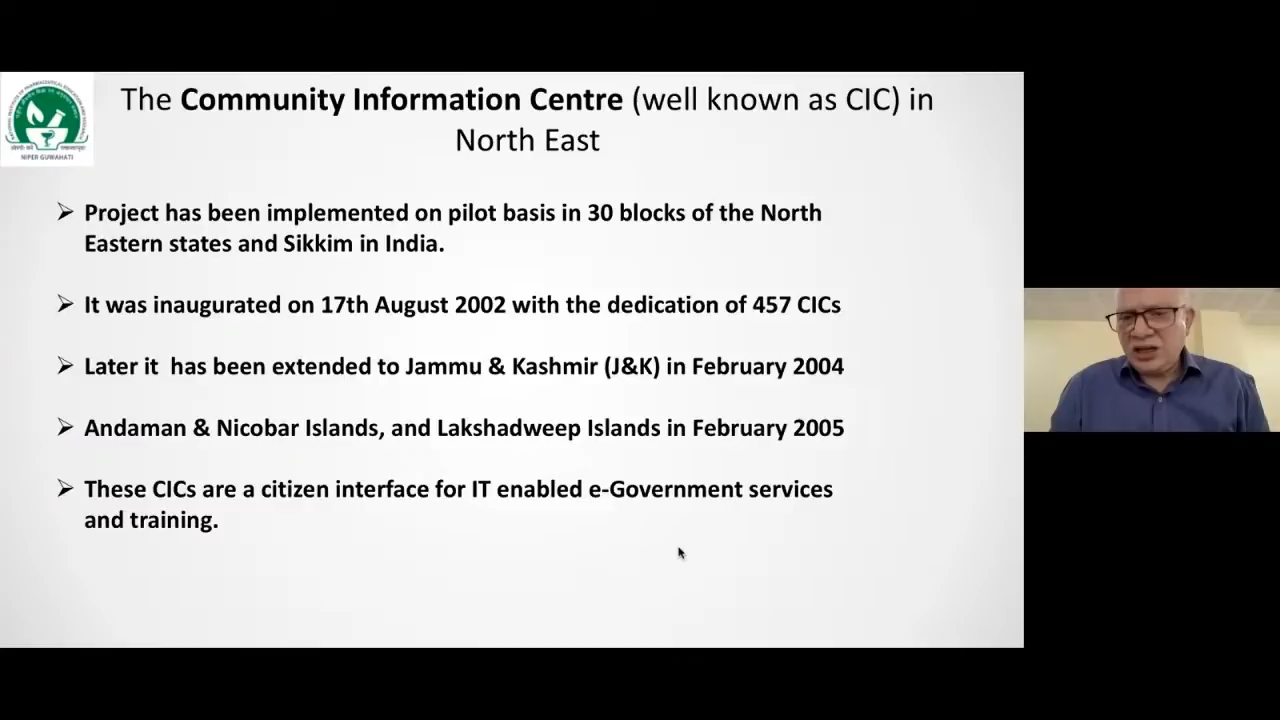 The Community Information Centre (well known as CIC) in
North East
NIPER GUWAHATI
➢ Project has been implemented on pilot basis in 30 blocks of the North
Eastern states and Sikkim in India.
➢ It was inaugurated on 17th August 2002 with the dedication of 457 CICs
➢ Later it  has been extended to Jammu & Kashmir (J&K) in February 2004
➢ Andaman & Nicobar Islands, and Lakshadweep Islands in February 2005
➢ These CICs are a citizen interface for IT enabled e-Government services
and training.